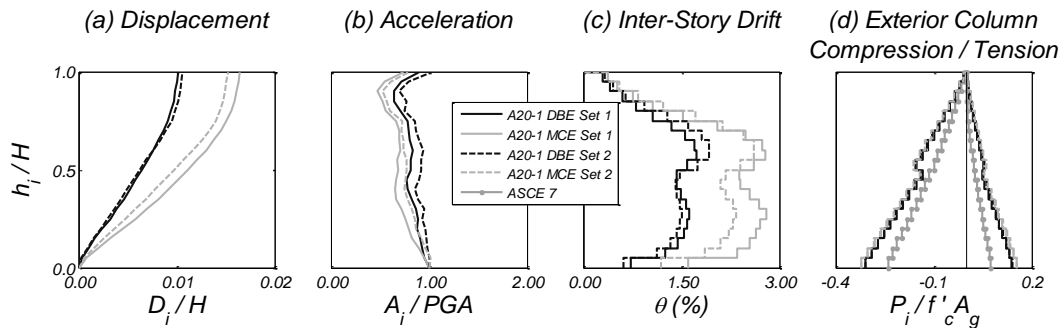 (a) Displacement
(b) Acceleration
(c) Inter-Story Drift
(d) Exterior Column
Compression / Tension
h_i / H
1.0
0.5
0.0
0.00
0.01
0.02
D_i / H
0.00
1.00
2.00
A_i / PGA
A20-1 DBE Set 1
A20-1 MCE Set 1
A20-1 DBE Set 2
A20-1 MCE Set 2
ASCE 7
0.00
1.50
3.00
θ (%)
-0.4
-0.1
0.2
P_i / f'_c A_g